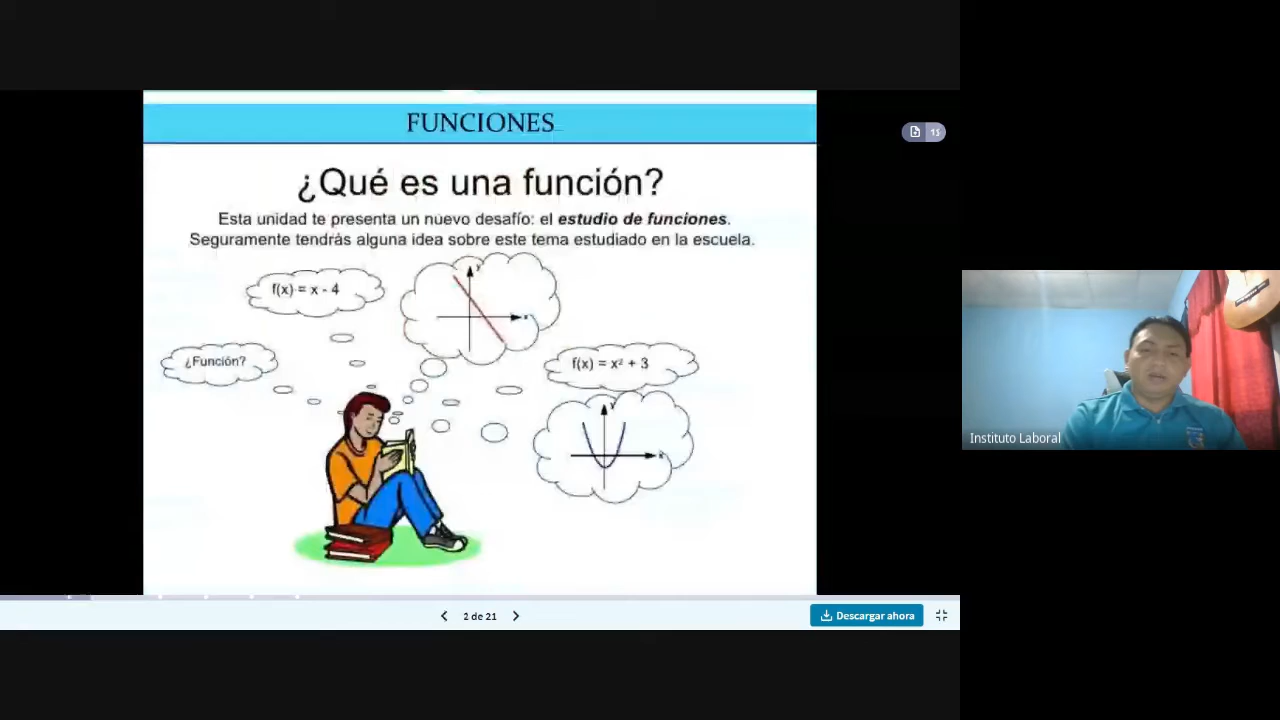 FUNCIONES
15
¿Qué es una función?
Esta unidad te presenta un nuevo desafío: el estudio de funciones.
Seguramente tendrás alguna idea sobre este tema estudiado en la escuela.
f(x) = x - 4
y
x
¿Función?
f(x) = x² + 3
y
x
Instituto Laboral
2 de 21
Descargar ahora